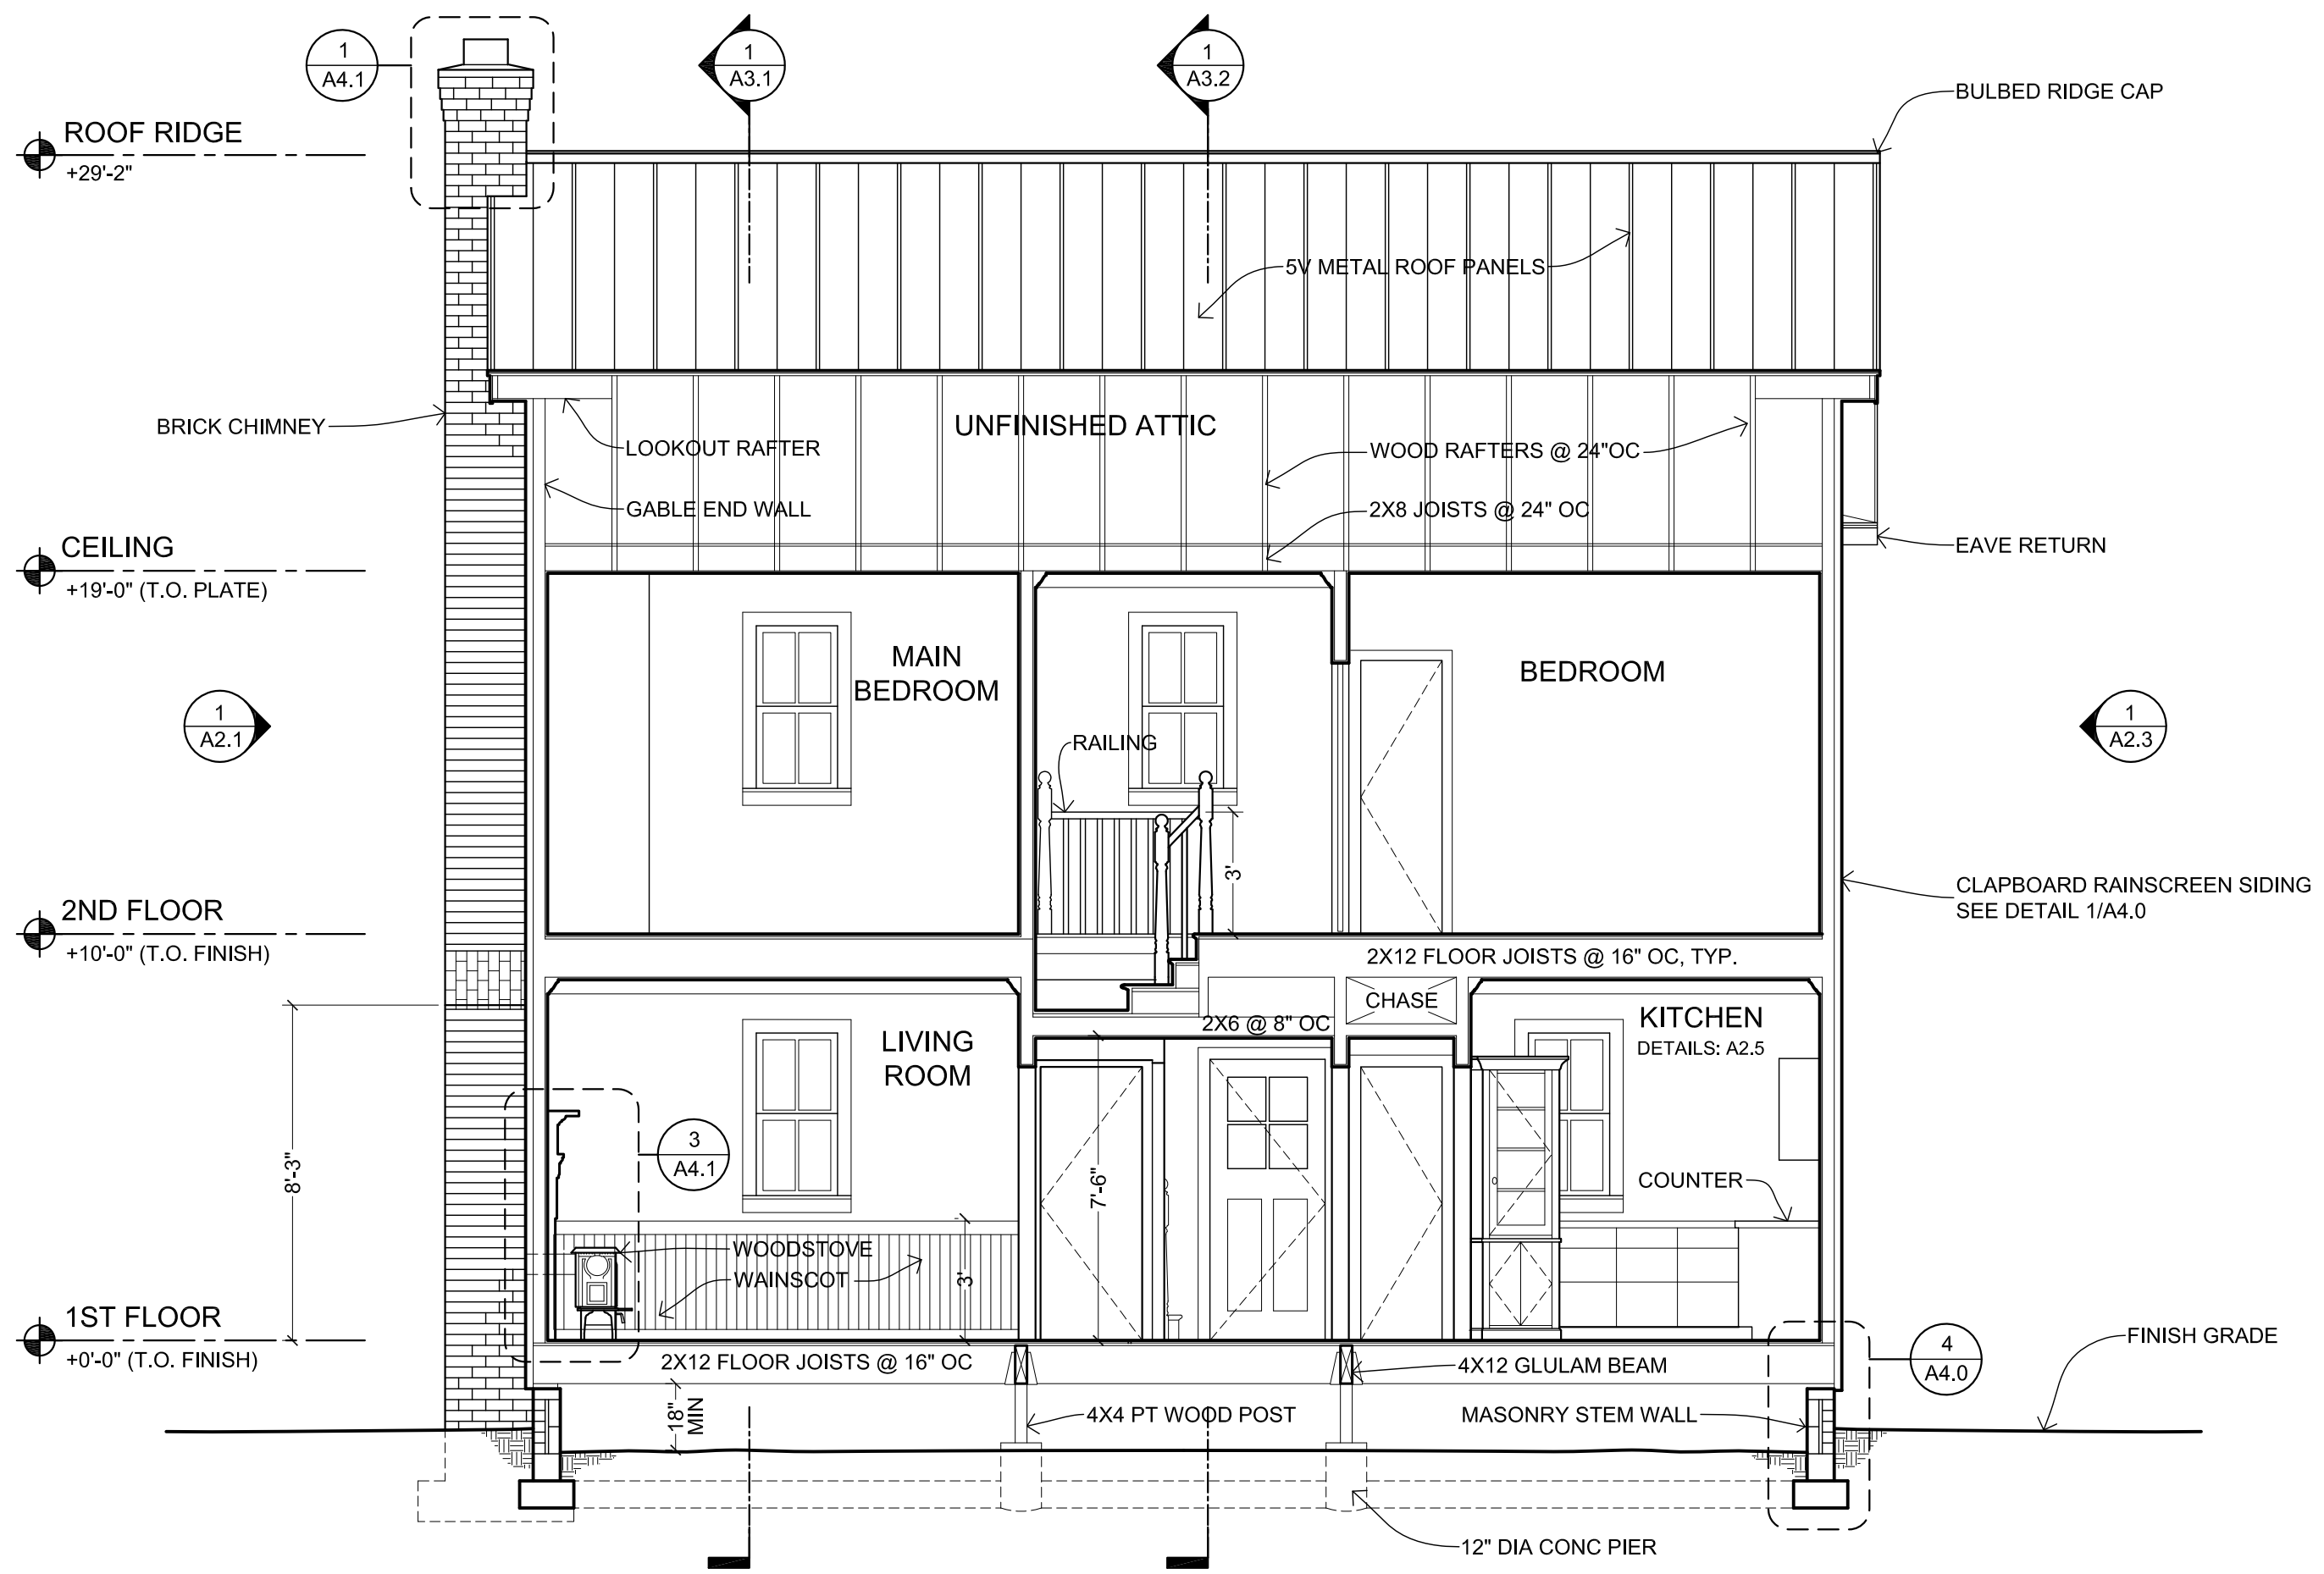 1
A4.1
1
A3.1
1
A3.2
BULBED RIDGE CAP
ROOF RIDGE
+29'-2"
5V METAL ROOF PANELS
BRICK CHIMNEY
UNFINISHED ATTIC
LOOKOUT RAFTER
WOOD RAFTERS @ 24"OC
GABLE END WALL
2X8 JOISTS @ 24" OC
CEILING
+19'-0" (T.O. PLATE)
EAVE RETURN
MAIN
BEDROOM
BEDROOM
1
A2.1
RAILING
1
A2.3
3'
CLAPBOARD RAINSCREEN SIDING
SEE DETAIL 1/A4.0
2ND FLOOR
+10'-0" (T.O. FINISH)
2X12 FLOOR JOISTS @ 16" OC, TYP.
CHASE
2X6 @ 8" OC
KITCHEN
DETAILS: A2.5
LIVING
ROOM
3
A4.1
8'-3"
7'-6"
COUNTER
WOODSTOVE
WAINSCOT
3'
1ST FLOOR
+0'-0" (T.O. FINISH)
2X12 FLOOR JOISTS @ 16" OC
4X12 GLULAM BEAM
4
A4.0
FINISH GRADE
18"
MIN
4X4 PT WOOD POST
MASONRY STEM WALL
12" DIA CONC PIER